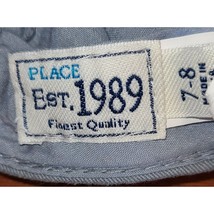 PLACE
EST. 1989
Finest Quality
7-8
MADE IN